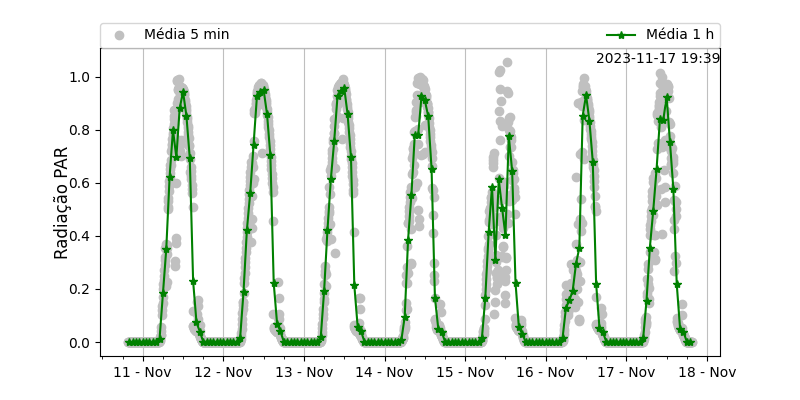 Média 5 min
Média 1 h
2023-11-17 19:39
Radiação PAR
1.0
0.8
0.6
0.4
0.2
0.0
11 - Nov
12 - Nov
13 - Nov
14 - Nov
15 - Nov
16 - Nov
17 - Nov
18 - Nov